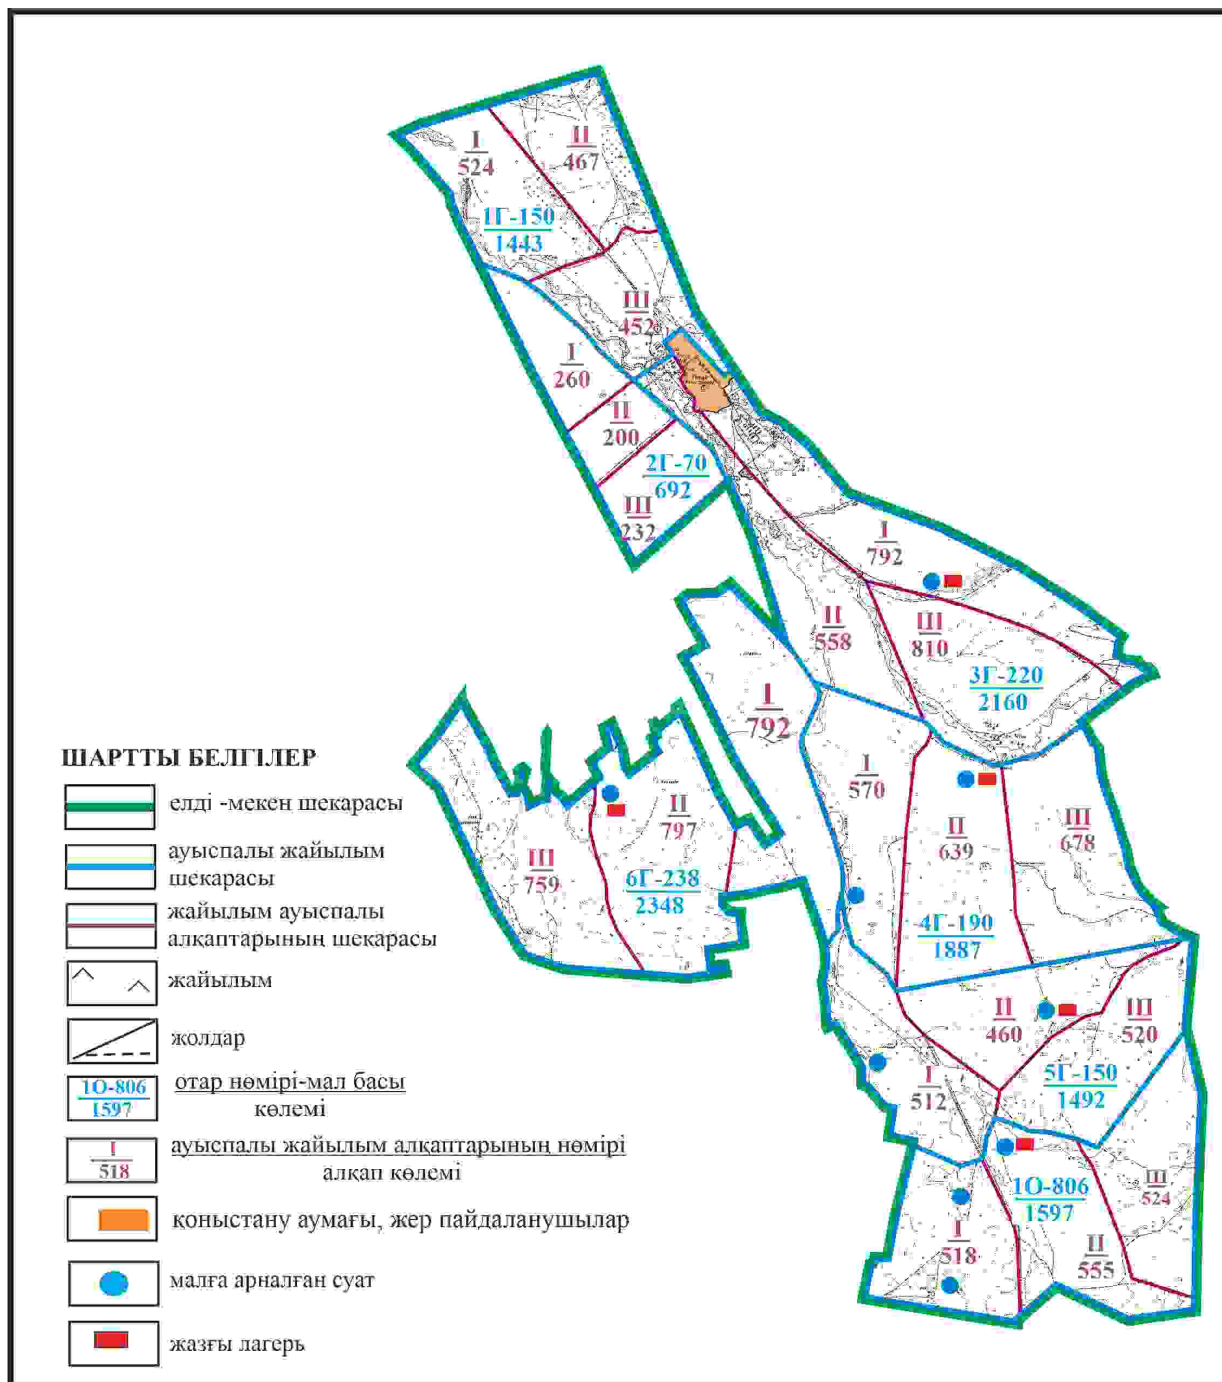 I
524
II
467
1Г-150
1443
III
452
I
260
II
200
2Г-70
692
III
232
I
792
II
558
III
810
3Г-220
2160
I
792
I
570
II
639
III
678
II
797
III
759
6Г-238
2348
4Г-190
1887
II
460
III
520
I
512
5Г-150
1492
1О-806
1597
III
524
I
518
II
555
ШАРТТЫ БЕЛГІЛЕР
елді -мекен шекарасы
ауыспалы жайылым
шекарасы
жайылым ауыспалы
алқаптарының шекарасы
жайылым
жолдар
1О-806
1597
отар нөмірі-мал басы
көлемі
I
518
ауыспалы жайылым алқаптарының нөмірі
алқап көлемі
қоныстану аумағы, жер пайдаланушылар
малға арналған суат
жазғы лагерь